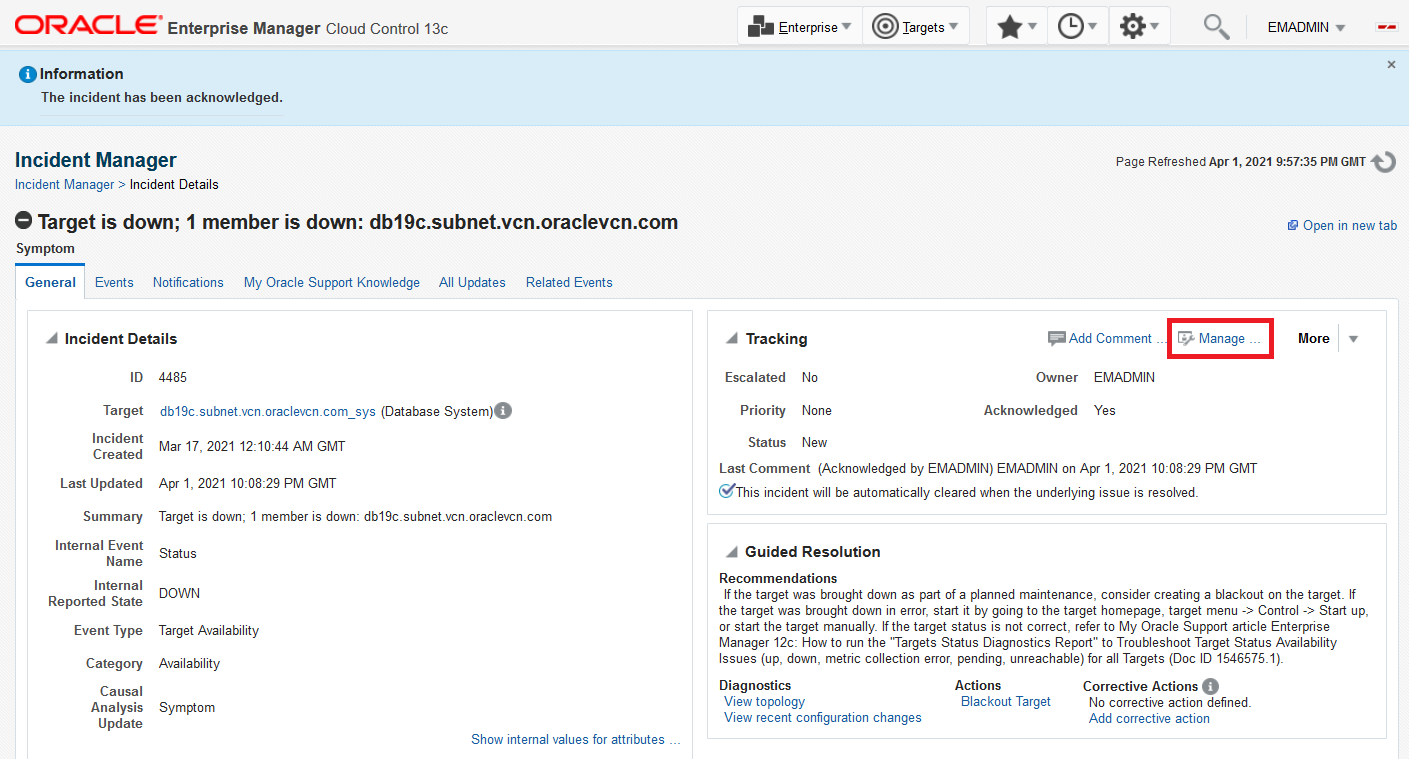 ORACLE Enterprise Manager Cloud Control 13c
Enterprise
Targets
EMADMIN
Information
The incident has been acknowledged.
Incident Manager
Page Refreshed Apr 1, 2021 9:57:35 PM GMT
Incident Manager > Incident Details
Target is down; 1 member is down: db19c.subnet.vcn.oraclevcn.com
Open in new tab
Symptom
General Events Notifications My Oracle Support Knowledge All Updates Related Events
Incident Details
ID 4485
Target db19c.subnet.vcn.oraclevcn.com_sys (Database System)
Incident
Created Mar 17, 2021 12:10:44 AM GMT
Last Updated Apr 1, 2021 10:08:29 PM GMT
Summary Target is down; 1 member is down: db19c.subnet.vcn.oraclevcn.com
Internal Event
Name Status
Internal
Reported State DOWN
Event Type Target Availability
Category Availability
Causal
Analysis Symptom
Update
Show internal values for attributes ...
Tracking
Add Comment ... Manage ... More
Escalated No Owner EMADMIN
Priority None Acknowledged Yes
Status New
Last Comment (Acknowledged by EMADMIN) EMADMIN on Apr 1, 2021 10:08:29 PM GMT
This incident will be automatically cleared when the underlying issue is resolved.
Guided Resolution
Recommendations
If the target was brought down as part of a planned maintenance, consider creating a blackout on the target. If
the target was brought down in error, start it by going to the target homepage, target menu -> Control -> Start up,
or start the target manually. If the target status is not correct, refer to My Oracle Support article Enterprise
Manager 12c: How to run the "Targets Status Diagnostics Report" to Troubleshoot Target Status Availability
Issues (up, down, metric collection error, pending, unreachable) for all Targets (Doc ID 1546575.1).
Diagnostics Actions Corrective Actions
View topology Blackout Target No corrective action defined.
View recent configuration changes Add corrective action